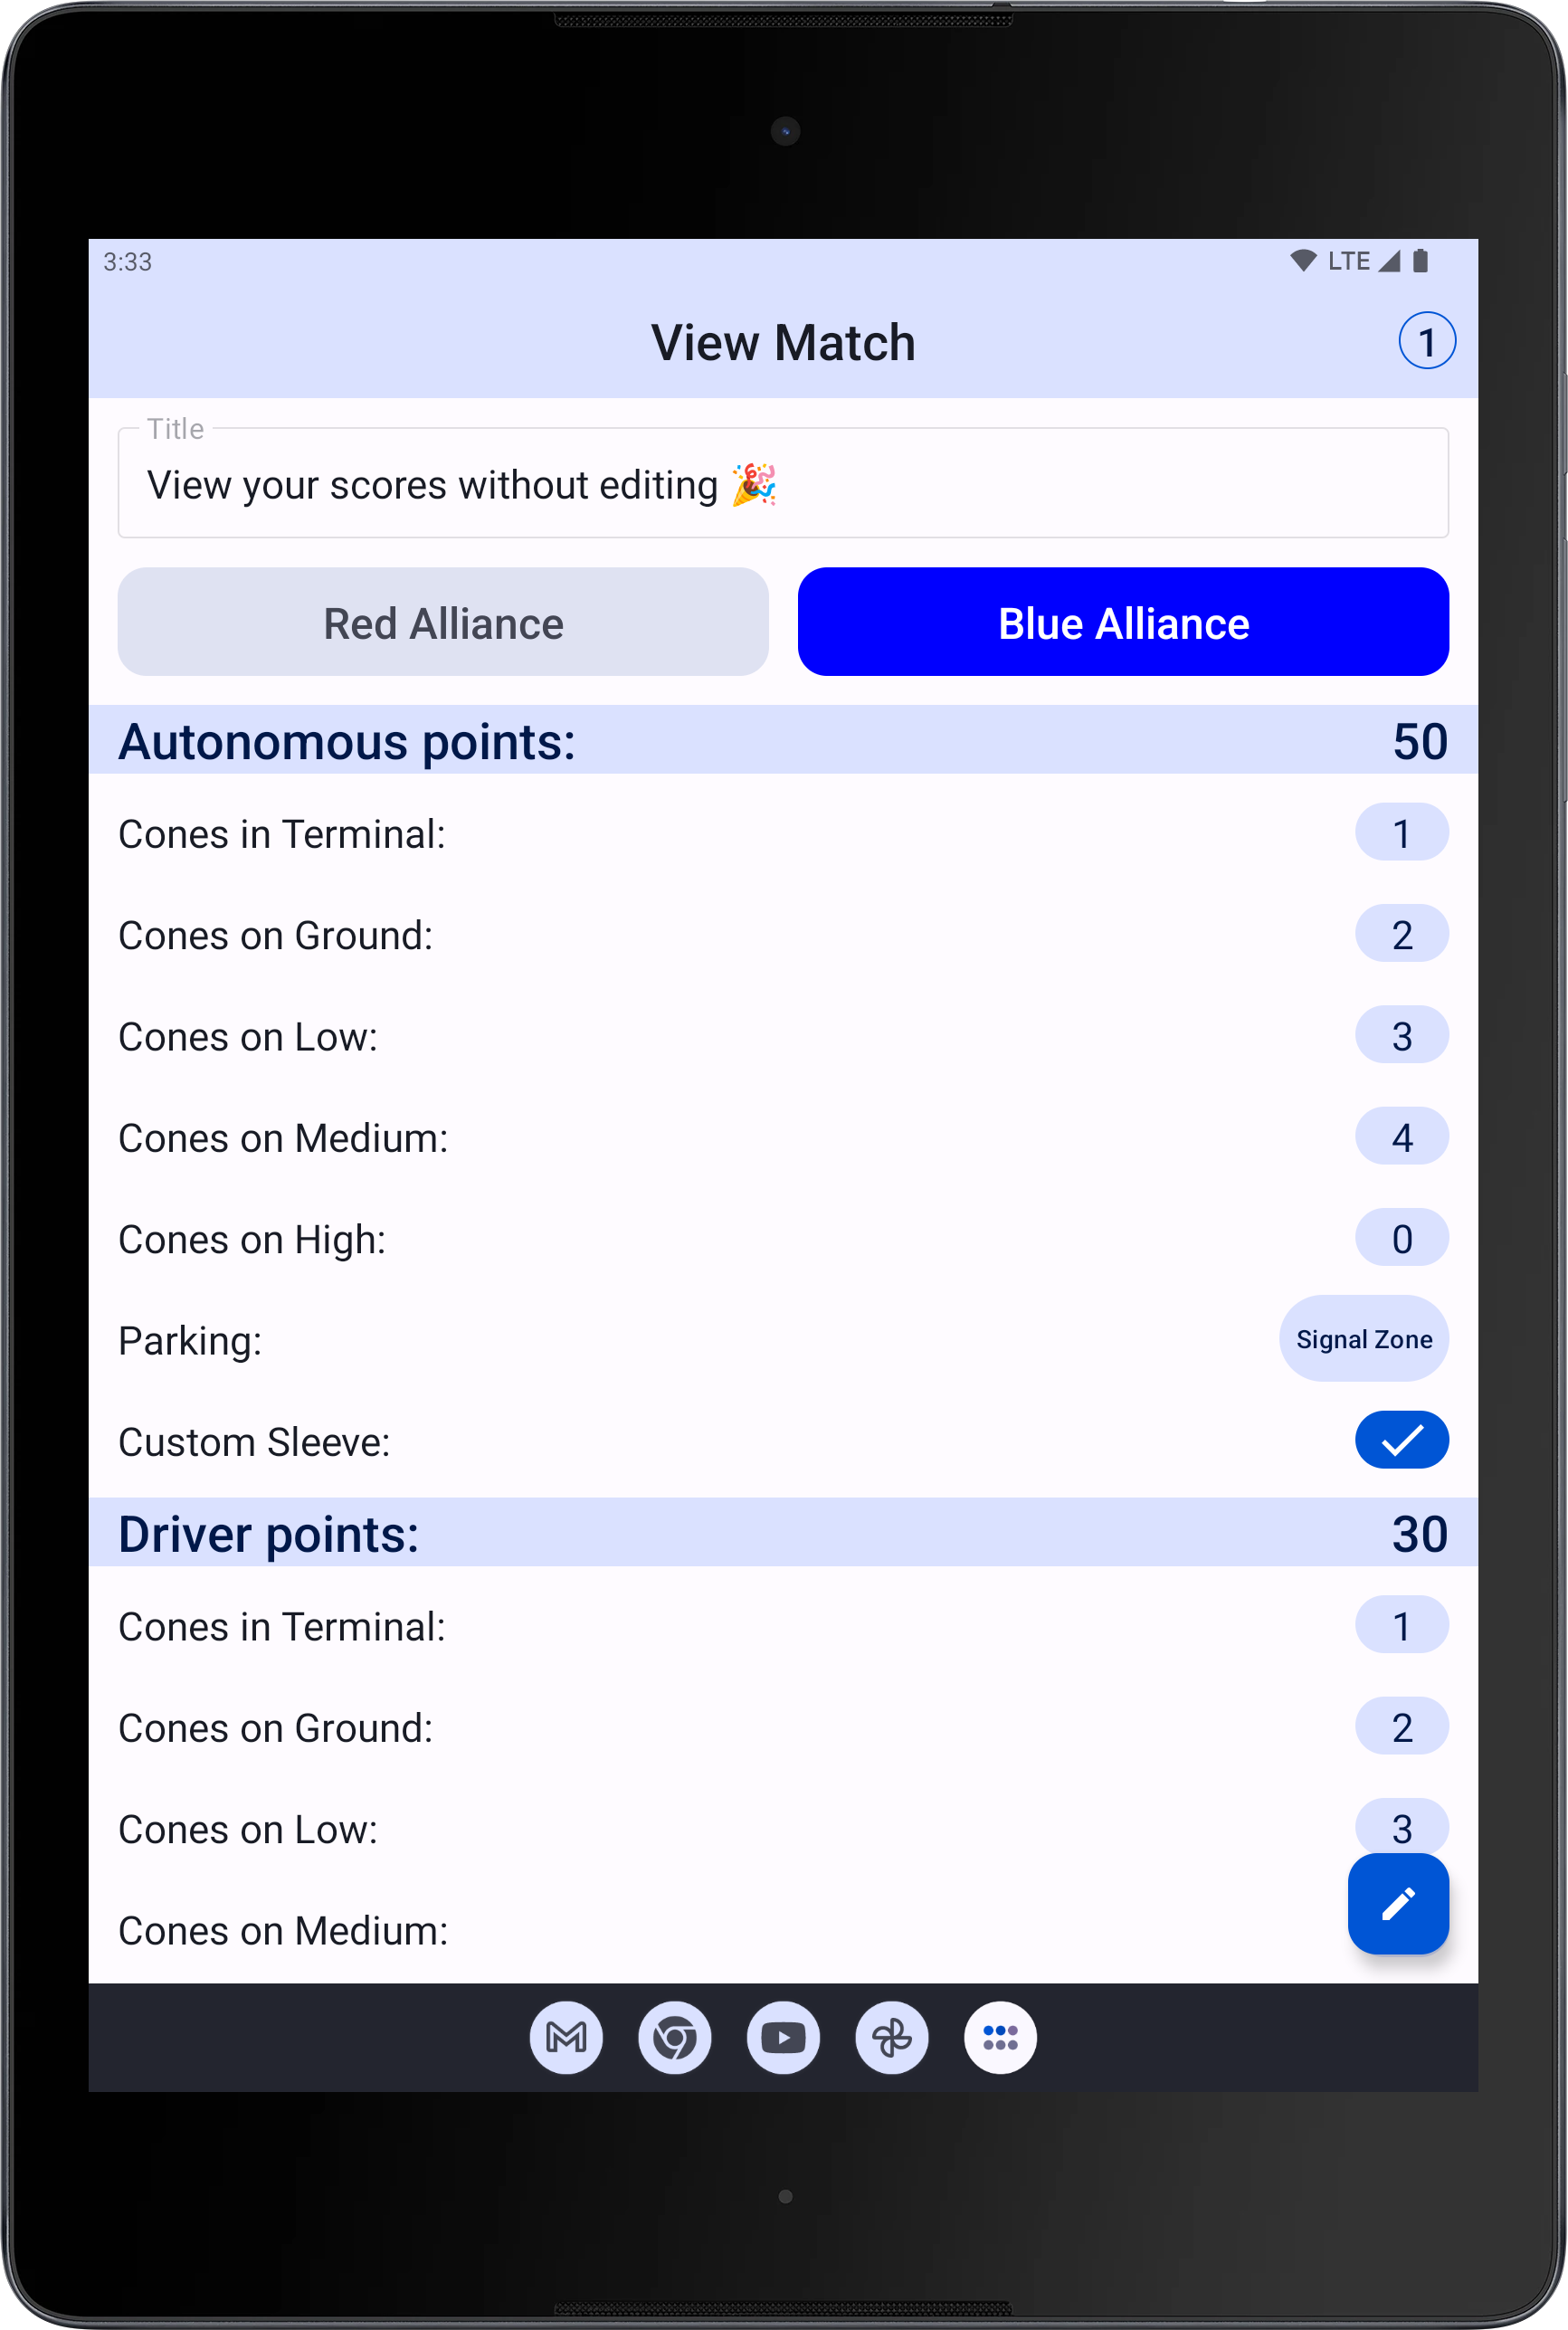 3:33 LTE
View Match 1
Title
View your scores without editing 🎉
Red Alliance Blue Alliance
Autonomous points: 50
Cones in Terminal: 1
Cones on Ground: 2
Cones on Low: 3
Cones on Medium: 4
Cones on High: 0
Parking: Signal Zone
Custom Sleeve:
Driver points: 30
Cones in Terminal: 1
Cones on Ground: 2
Cones on Low: 3
Cones on Medium: